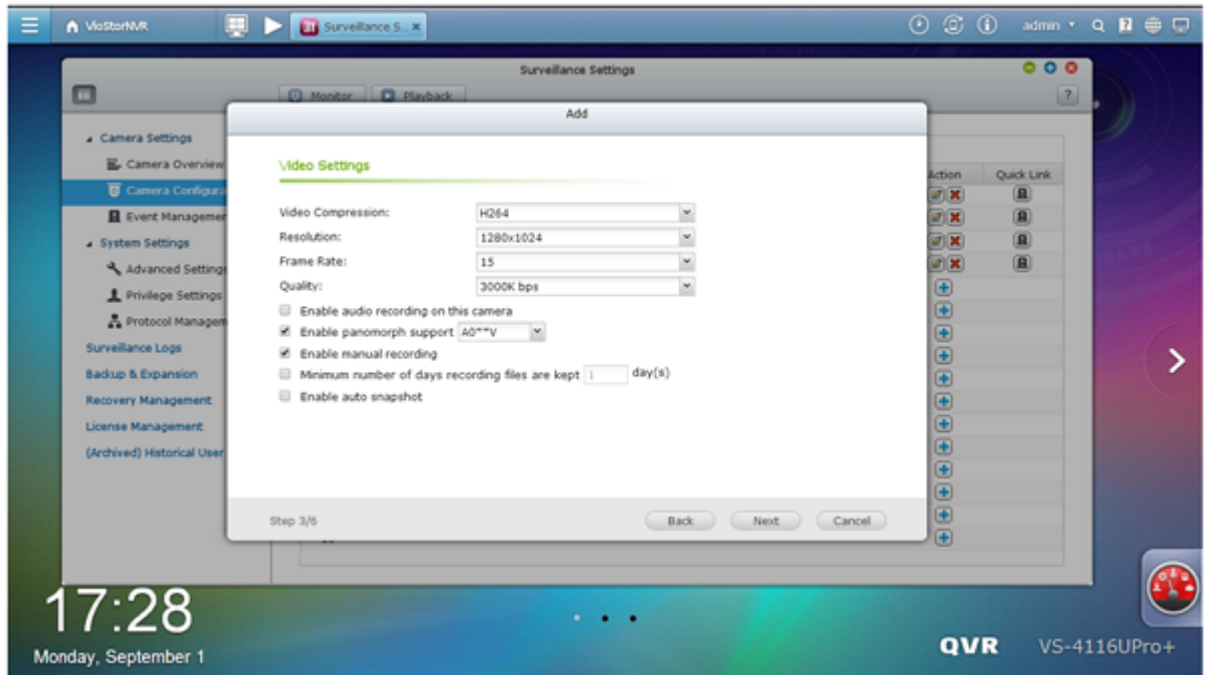 VioStorNVR
Surveillance S... ×
admin
Surveillance Settings
Monitor
Playback
?
Add
Camera Settings
Camera Overview
Camera Configura
Event Managemen
System Settings
Advanced Settings
Privilege Settings
Protocol Managem
Surveillance Logs
Backup & Expansion
Recovery Management
License Management
(Archived) Historical User
Video Settings
Video Compression: H264
Resolution: 1280x1024
Frame Rate: 15
Quality: 3000K bps
Enable audio recording on this camera
Enable panomorph support A0**V
Enable manual recording
Minimum number of days recording files are kept 1 day(s)
Enable auto snapshot
Step 3/6
Back
Next
Cancel
Action
Quick Link
17:28
Monday, September 1
QVR
VS-4116UPro+